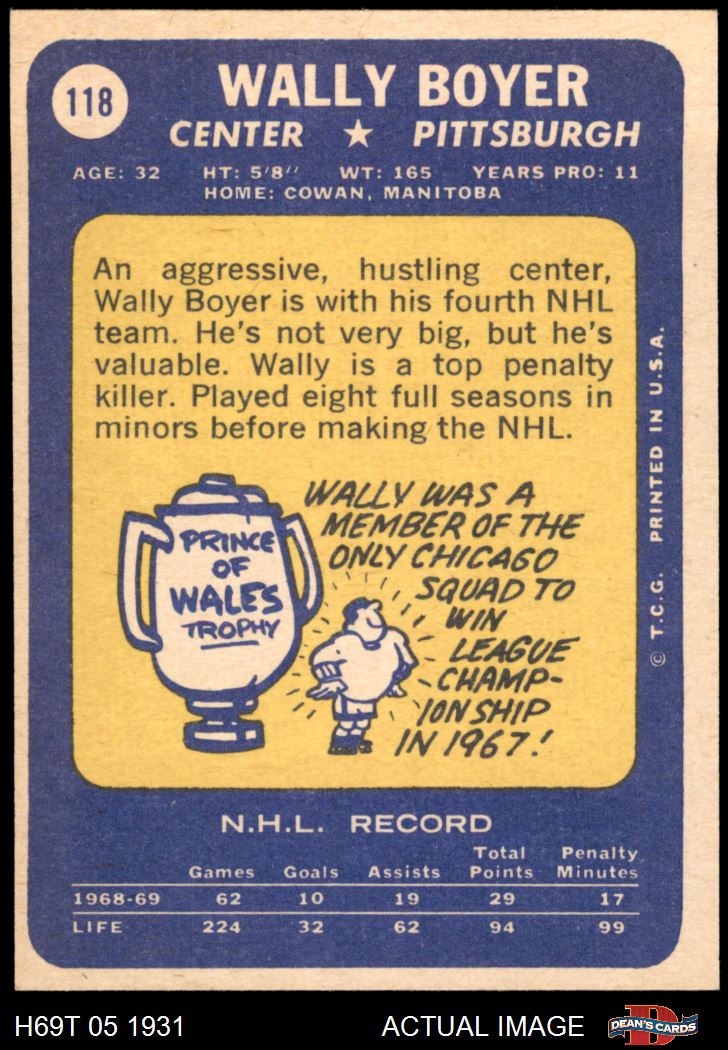 118
WALLY BOYER
CENTER ★ PITTSBURGH
AGE: 32 HT: 5'8" WT: 165 YEARS PRO: 11
HOME: COWAN, MANITOBA
An aggressive, hustling center,
Wally Boyer is with his fourth NHL
team. He's not very big, but he's
valuable. Wally is a top penalty
killer. Played eight full seasons in
minors before making the NHL.
PRINCE
OF
WALES
TROPHY
WALLY WAS A
MEMBER OF THE
ONLY CHICAGO
SQUAD TO
WIN
LEAGUE
CHAMP-
IONSHIP
IN 1967!
© T.C.G. PRINTED IN U.S.A.
N.H.L. RECORD
Games Goals Assists Total Points Penalty Minutes
1968-69 62 10 19 29 17
LIFE 224 32 62 94 99
H69T 05 1931 ACTUAL IMAGE DEAN'S CARDS